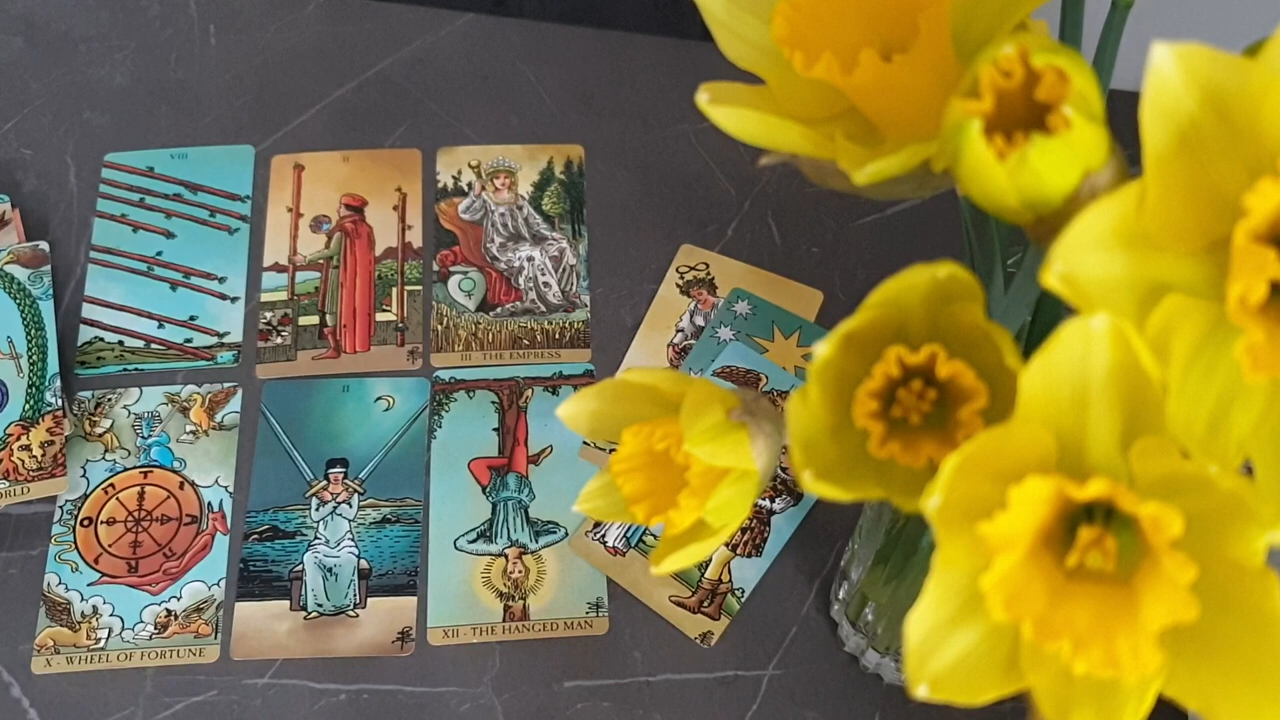 VIII
II
III - THE EMPRESS
ORLD
X - WHEEL OF FORTUNE
II
XII - THE HANGED MAN